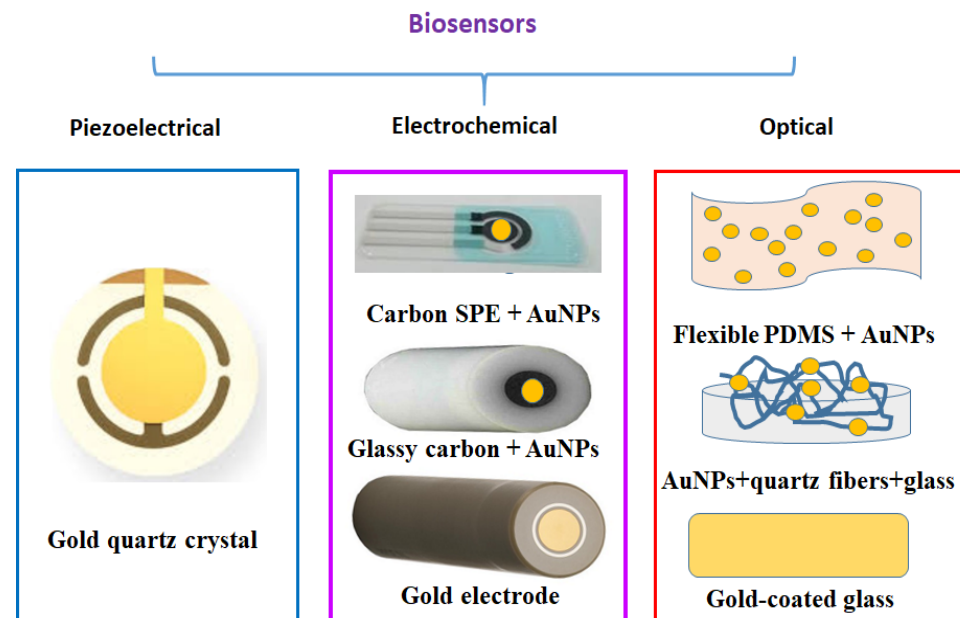 Biosensors
Piezoelectrical
Electrochemical
Optical
Gold quartz crystal
Carbon SPE + AuNPs
Glassy carbon + AuNPs
Gold electrode
Flexible PDMS + AuNPs
AuNPs+quartz fibers+glass
Gold-coated glass